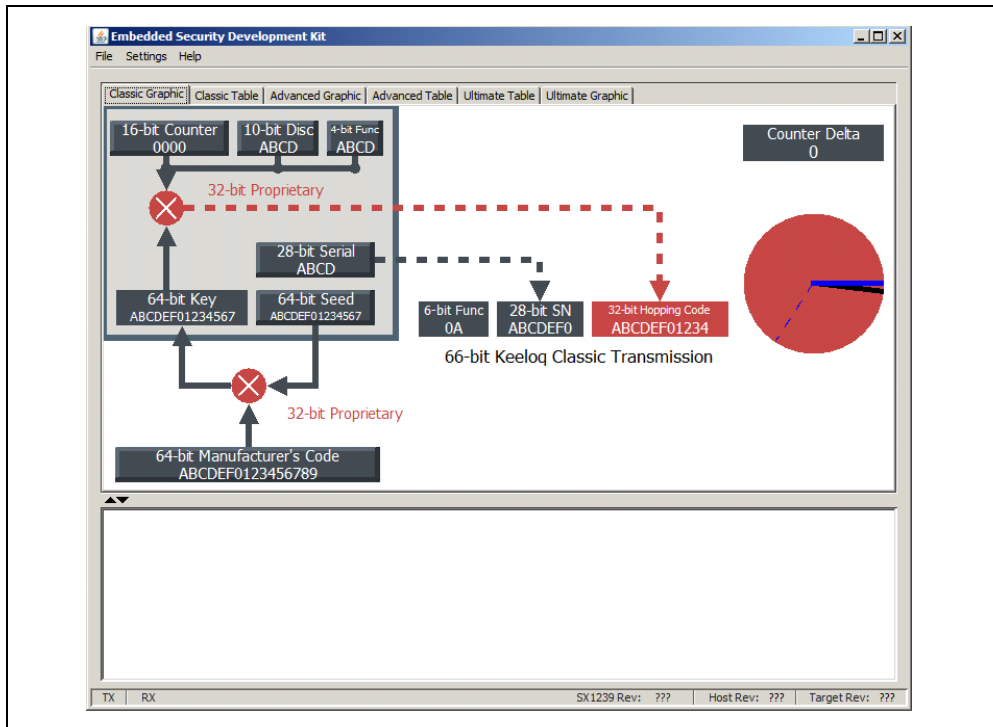 Embedded Security Development Kit
File Settings Help
Classic Graphic Classic Table Advanced Graphic Advanced Table Ultimate Table Ultimate Graphic
16-bit Counter
0000
10-bit Disc
ABCD
4-bit Func
ABCD
Counter Delta
0
32-bit Proprietary
28-bit Serial
ABCD
64-bit Key
ABCDEF01234567
64-bit Seed
ABCDEF01234567
6-bit Func
0A
28-bit SN
ABCDEF0
32-bit Hopping Code
ABCDEF01234
66-bit Keeloq Classic Transmission
32-bit Proprietary
64-bit Manufacturer's Code
ABCDEF0123456789
TX RX SX1239 Rev: ??? Host Rev: ??? Target Rev: ???